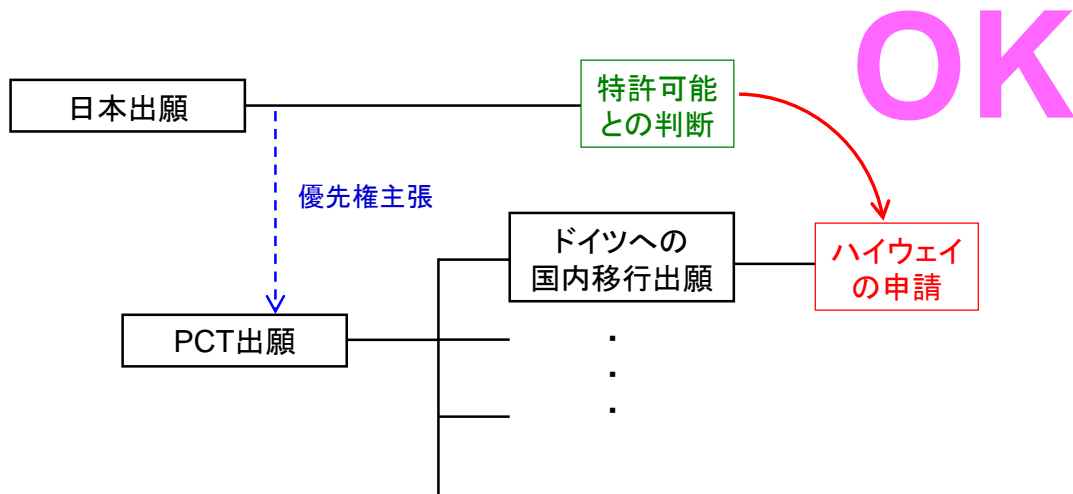 OK
日本出願
特許可能
との判断
優先権主張
ドイツへの
国内移行出願
ハイウェイ
の申請
PCT出願
・
・
・